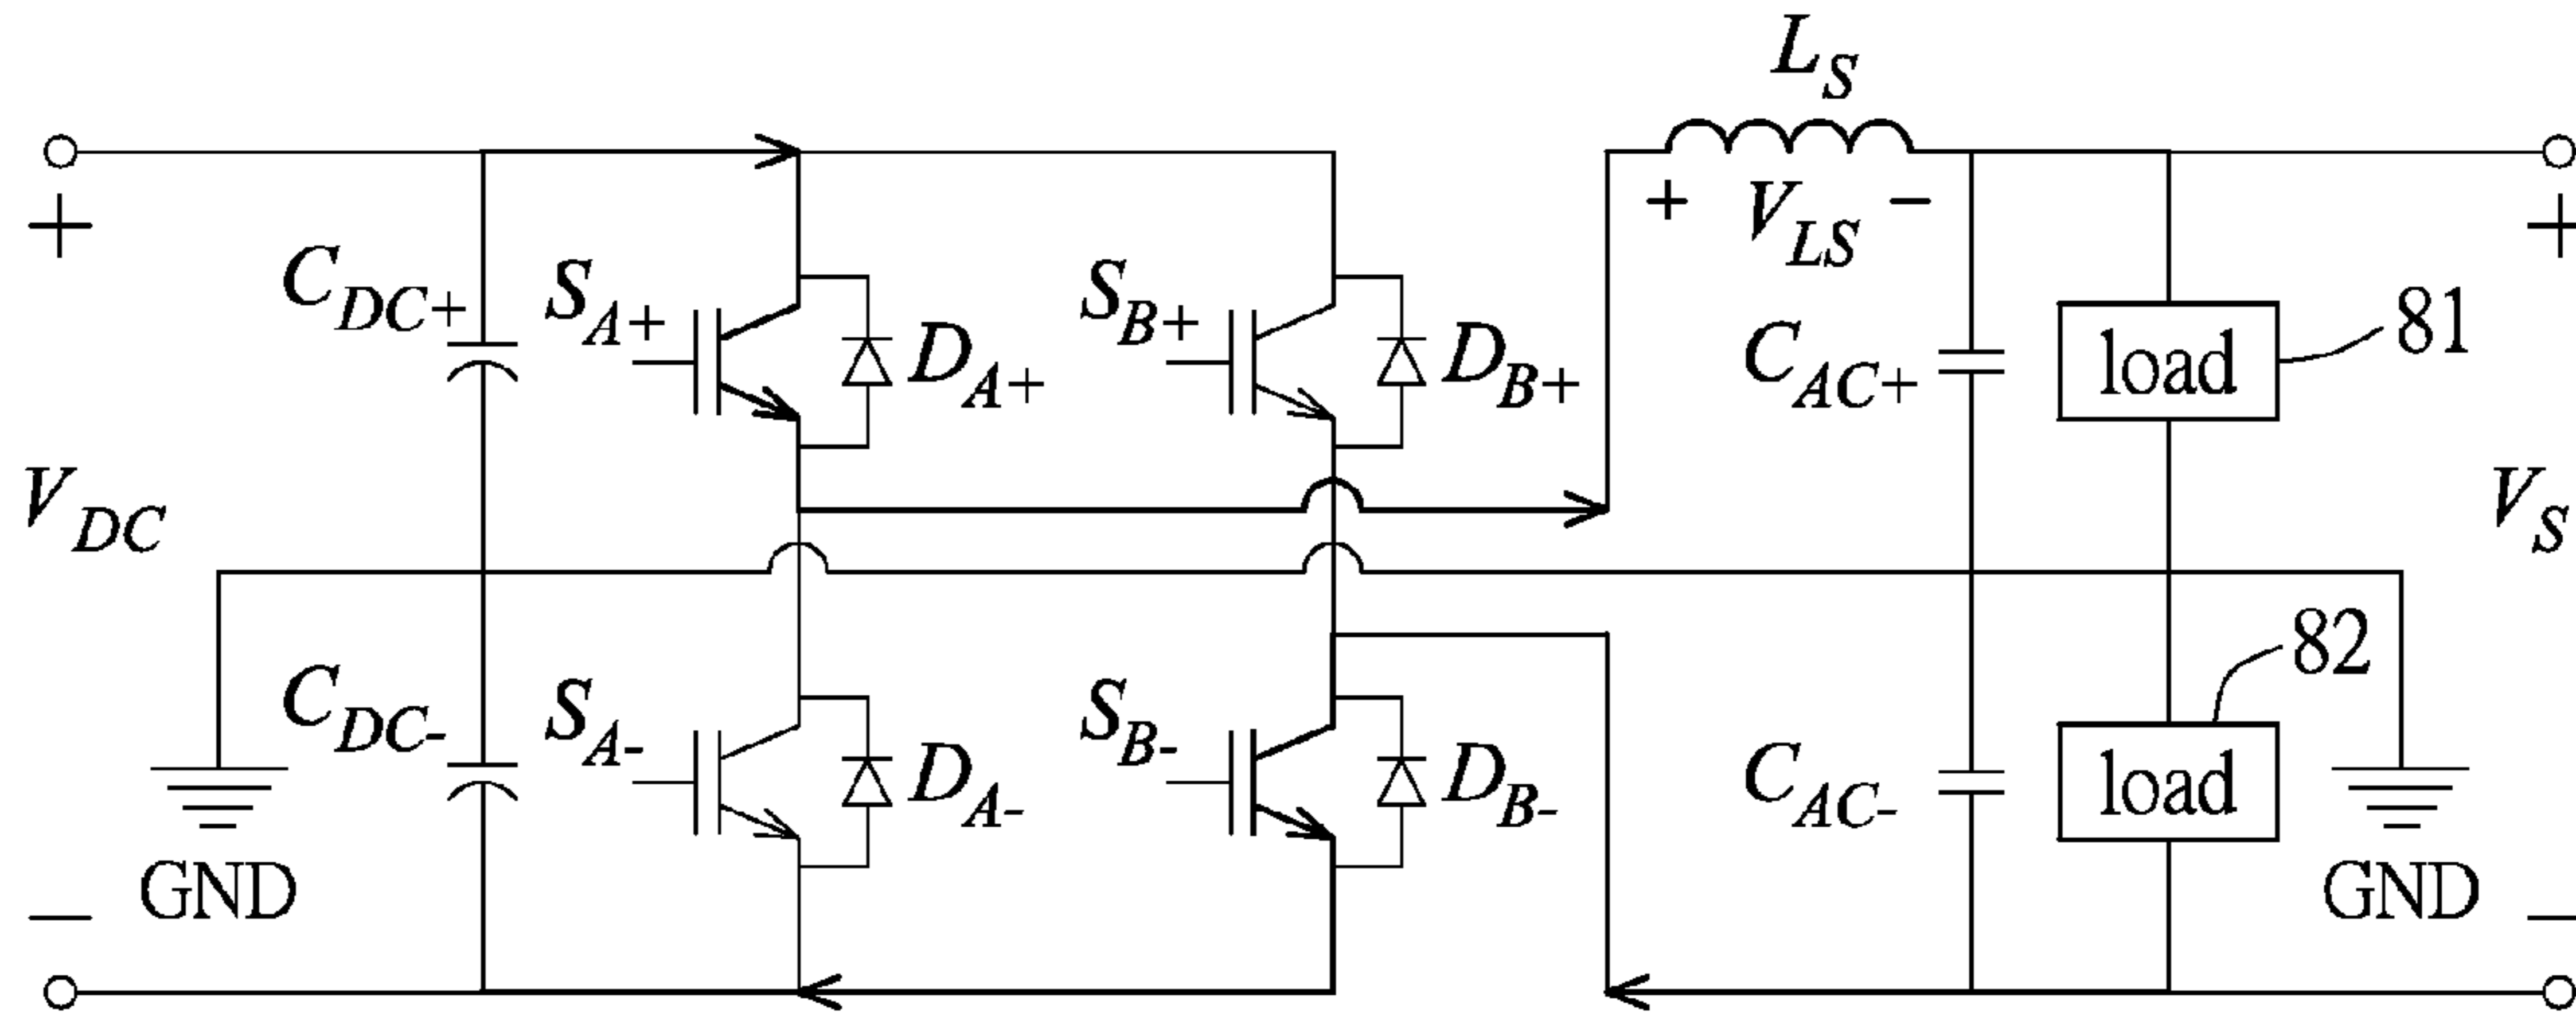 L_S
+ V_LS −
+
+
C_DC+
S_A+
D_A+
S_B+
D_B+
C_AC+
load
81
V_DC
V_S
C_DC-
S_A-
D_A-
S_B-
D_B-
C_AC-
load
82
GND
GND
−
−